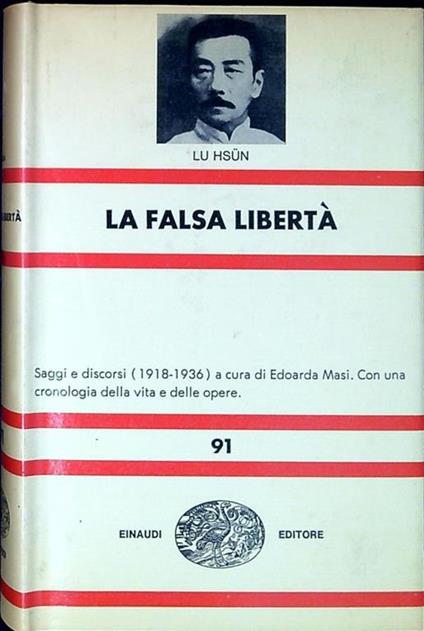 LU HSÜN
LA FALSA LIBERTÀ
Saggi e discorsi (1918-1936) a cura di Edoarda Masi. Con una
cronologia della vita e delle opere.
91
EINAUDI EDITORE